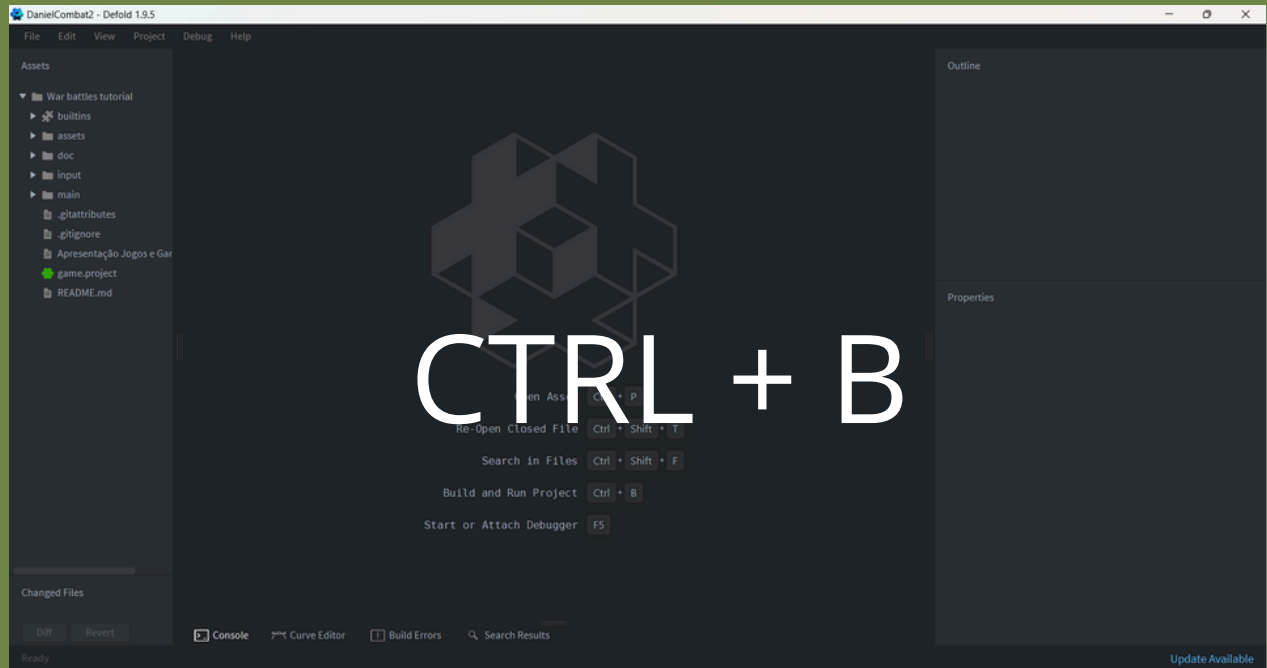 DanielCombat2 - Defold 1.9.5
File Edit View Project Debug Help
Assets
War battles tutorial
builtins
assets
doc
input
main
.gitattributes
.gitignore
Apresentação Jogos e Gar
game.project
README.md
Changed Files
Diff Revert
Ready
CTRL + B
Open Asset Ctrl + P
Re-Open Closed File Ctrl + Shift + T
Search in Files Ctrl + Shift + F
Build and Run Project Ctrl + B
Start or Attach Debugger F5
Console Curve Editor Build Errors Search Results
Outline
Properties
Update Available